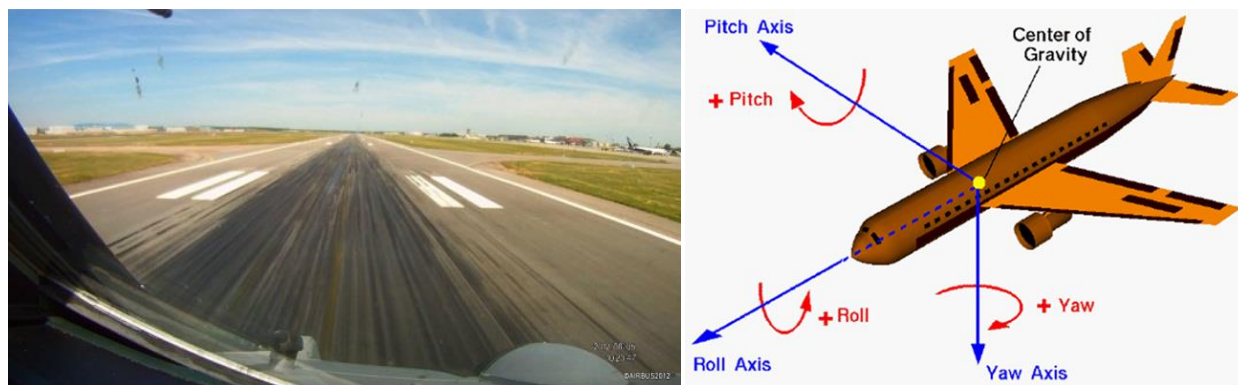 ©AIRBUS2012
Pitch Axis
Center of
Gravity
+ Pitch
+ Roll
+ Yaw
Roll Axis
Yaw Axis